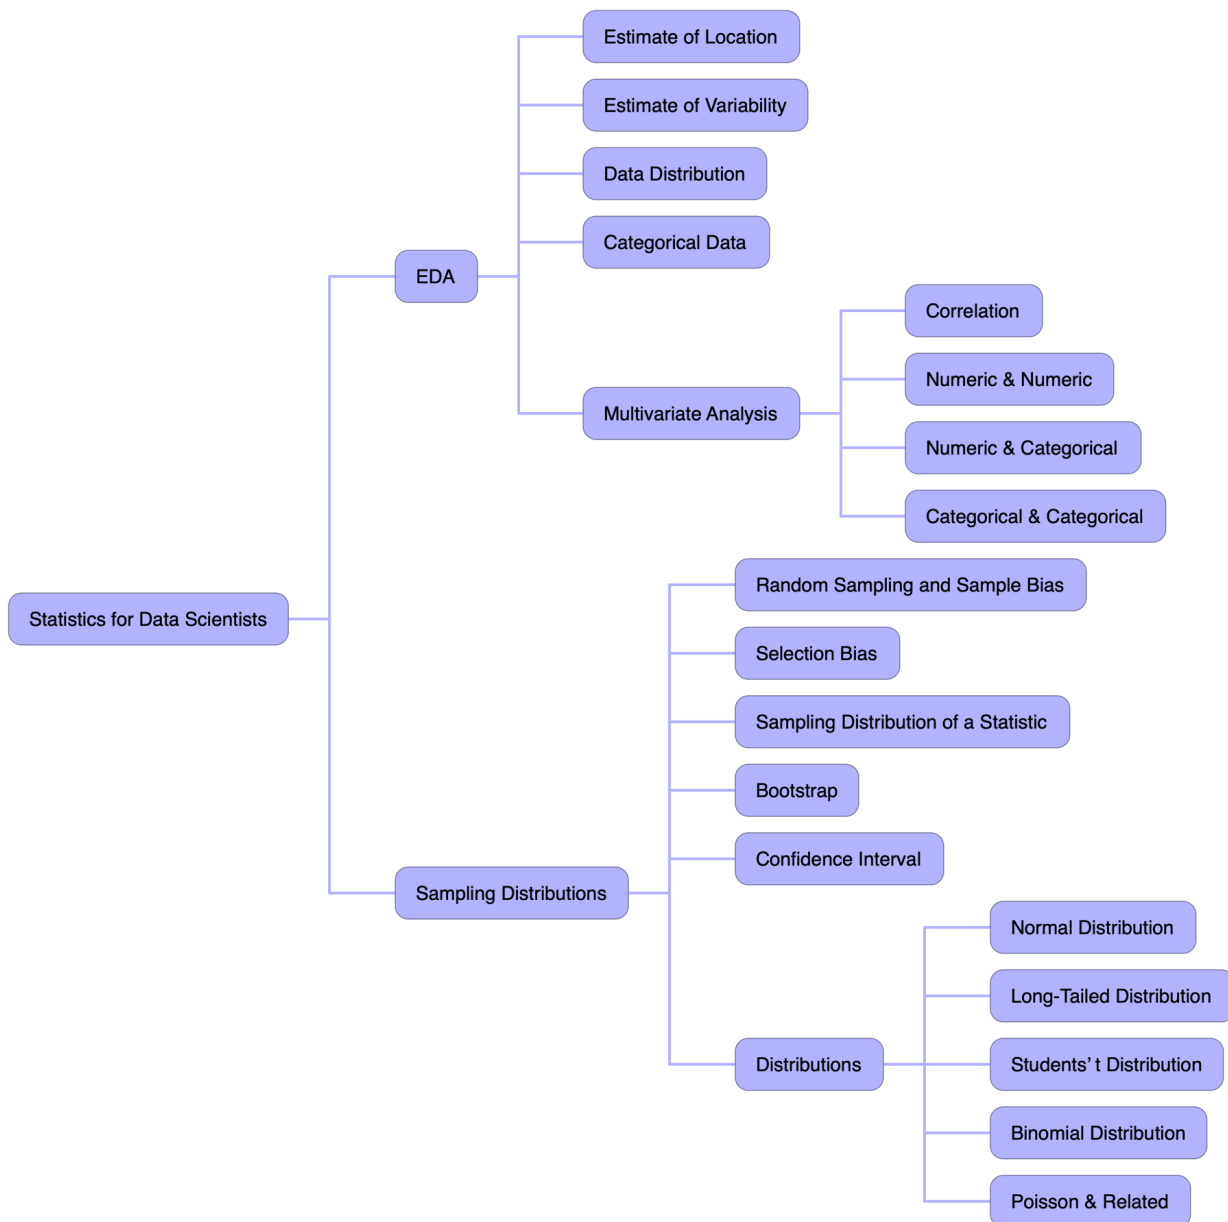 Estimate of Location
Estimate of Variability
Data Distribution
Categorical Data
EDA
Correlation
Numeric & Numeric
Multivariate Analysis
Numeric & Categorical
Categorical & Categorical
Random Sampling and Sample Bias
Statistics for Data Scientists
Selection Bias
Sampling Distribution of a Statistic
Bootstrap
Confidence Interval
Sampling Distributions
Normal Distribution
Long-Tailed Distribution
Distributions
Students’ t Distribution
Binomial Distribution
Poisson & Related